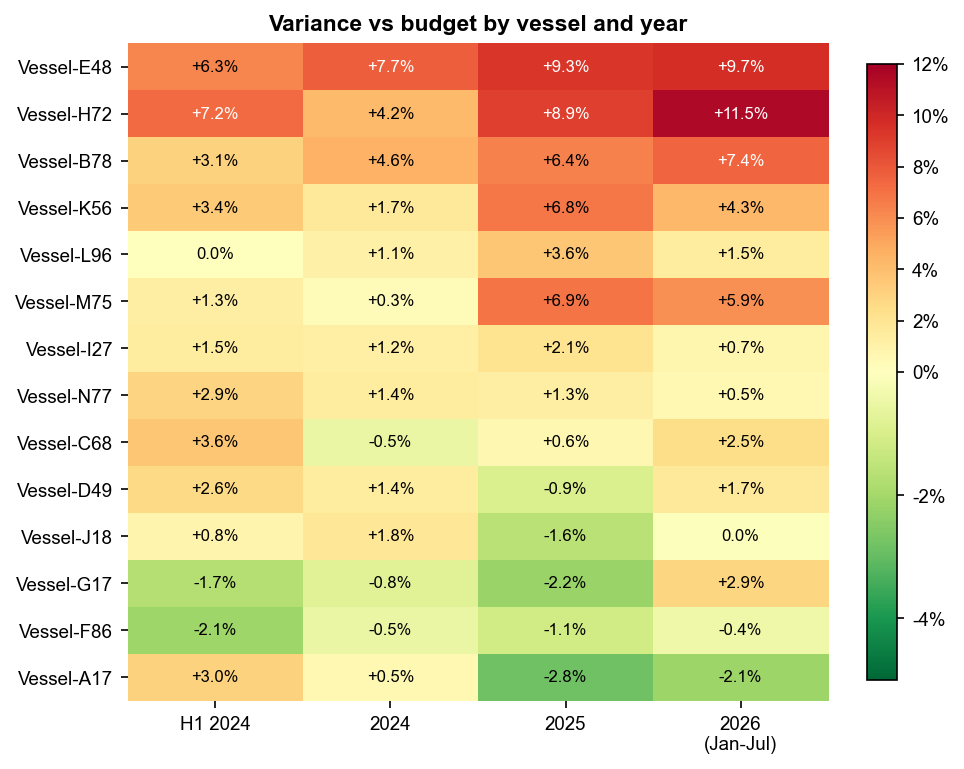 Variance vs budget by vessel and year
Vessel-E48 +6.3% +7.7% +9.3% +9.7%
Vessel-H72 +7.2% +4.2% +8.9% +11.5%
Vessel-B78 +3.1% +4.6% +6.4% +7.4%
Vessel-K56 +3.4% +1.7% +6.8% +4.3%
Vessel-L96 0.0% +1.1% +3.6% +1.5%
Vessel-M75 +1.3% +0.3% +6.9% +5.9%
Vessel-I27 +1.5% +1.2% +2.1% +0.7%
Vessel-N77 +2.9% +1.4% +1.3% +0.5%
Vessel-C68 +3.6% -0.5% +0.6% +2.5%
Vessel-D49 +2.6% +1.4% -0.9% +1.7%
Vessel-J18 +0.8% +1.8% -1.6% 0.0%
Vessel-G17 -1.7% -0.8% -2.2% +2.9%
Vessel-F86 -2.1% -0.5% -1.1% -0.4%
Vessel-A17 +3.0% +0.5% -2.8% -2.1%
H1 2024 2024 2025 2026
(Jan-Jul)
12%
10%
8%
6%
4%
2%
0%
-2%
-4%